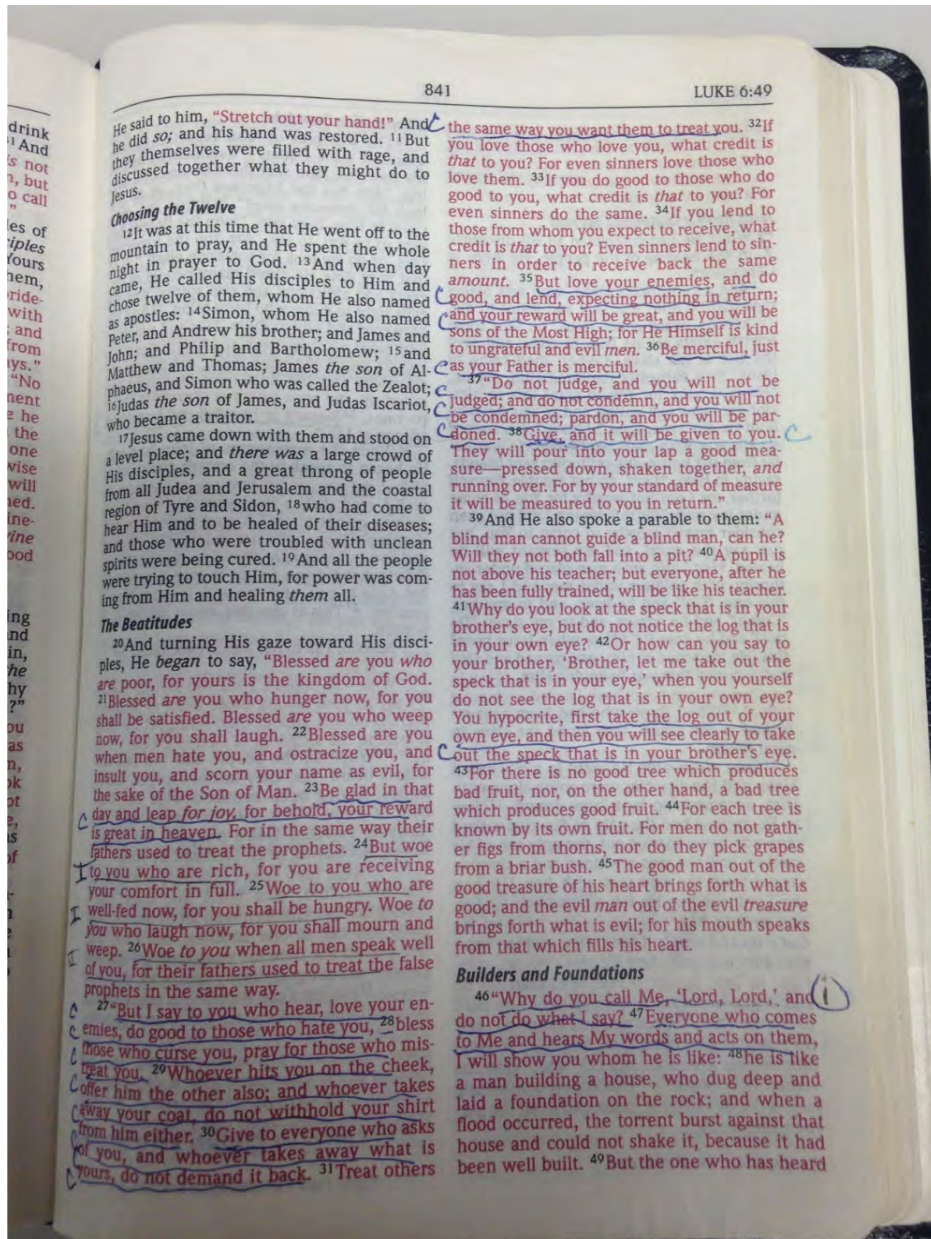 841
LUKE 6:49
drink
31 And
is not
n, but
o call
"
les of
iples
Yours
hem,
ride-
with
; and
from
ys."
"No
ment
e he
the
one
wise
will
ned.
ine-
vine
ood
ing
and
in,
he
hy
?"
ou
as
n,
ok
ot
e,
is
of
He said to him, "Stretch out your hand!" And
he did so; and his hand was restored. 11But
they themselves were filled with rage, and
discussed together what they might do to
Jesus.
Choosing the Twelve
12It was at this time that He went off to the
mountain to pray, and He spent the whole
night in prayer to God. 13And when day
came, He called His disciples to Him and
chose twelve of them, whom He also named
as apostles: 14Simon, whom He also named
Peter, and Andrew his brother; and James and
John; and Philip and Bartholomew; 15and
Matthew and Thomas; James the son of Al-
phaeus, and Simon who was called the Zealot;
16Judas the son of James, and Judas Iscariot,
who became a traitor.
17Jesus came down with them and stood on
a level place; and there was a large crowd of
His disciples, and a great throng of people
from all Judea and Jerusalem and the coastal
region of Tyre and Sidon, 18who had come to
hear Him and to be healed of their diseases;
and those who were troubled with unclean
spirits were being cured. 19And all the people
were trying to touch Him, for power was com-
ing from Him and healing them all.
The Beatitudes
20And turning His gaze toward His disci-
ples, He began to say, "Blessed are you who
are poor, for yours is the kingdom of God.
21Blessed are you who hunger now, for you
shall be satisfied. Blessed are you who weep
now, for you shall laugh. 22Blessed are you
when men hate you, and ostracize you, and
insult you, and scorn your name as evil, for
the sake of the Son of Man. 23Be glad in that
C day and leap for joy, for behold, your reward
is great in heaven. For in the same way their
fathers used to treat the prophets. 24But woe
I to you who are rich, for you are receiving
your comfort in full. 25Woe to you who are
I well-fed now, for you shall be hungry. Woe to
you who laugh now, for you shall mourn and
I weep. 26Woe to you when all men speak well
of you, for their fathers used to treat the false
prophets in the same way.
C 27"But I say to you who hear, love your en-
C emies, do good to those who hate you, 28bless
C those who curse you, pray for those who mis-
C treat you. 29Whoever hits you on the cheek,
C offer him the other also; and whoever takes
C away your coat, do not withhold your shirt
C from him either. 30Give to everyone who asks
C of you, and whoever takes away what is
C yours, do not demand it back. 31Treat others
C the same way you want them to treat you. 32If
you love those who love you, what credit is
that to you? For even sinners love those who
love them. 33If you do good to those who do
good to you, what credit is that to you? For
even sinners do the same. 34If you lend to
those from whom you expect to receive, what
credit is that to you? Even sinners lend to sin-
ners in order to receive back the same
amount. 35But love your enemies, and do
C good, and lend, expecting nothing in return;
C and your reward will be great, and you will be
sons of the Most High; for He Himself is kind
to ungrateful and evil men. 36Be merciful, just
C as your Father is merciful.
C 37"Do not judge, and you will not be
C judged; and do not condemn, and you will not
be condemned; pardon, and you will be par-
C doned. 38Give, and it will be given to you. C
They will pour into your lap a good mea-
sure—pressed down, shaken together, and
running over. For by your standard of measure
it will be measured to you in return."
39And He also spoke a parable to them: "A
blind man cannot guide a blind man, can he?
Will they not both fall into a pit? 40A pupil is
not above his teacher; but everyone, after he
has been fully trained, will be like his teacher.
41Why do you look at the speck that is in your
brother's eye, but do not notice the log that is
in your own eye? 42Or how can you say to
your brother, 'Brother, let me take out the
speck that is in your eye,' when you yourself
do not see the log that is in your own eye?
You hypocrite, first take the log out of your
own eye, and then you will see clearly to take
C out the speck that is in your brother's eye.
43For there is no good tree which produces
bad fruit, nor, on the other hand, a bad tree
which produces good fruit. 44For each tree is
known by its own fruit. For men do not gath-
er figs from thorns, nor do they pick grapes
from a briar bush. 45The good man out of the
good treasure of his heart brings forth what is
good; and the evil man out of the evil treasure
brings forth what is evil; for his mouth speaks
from that which fills his heart.
Builders and Foundations
46"Why do you call Me, 'Lord, Lord,' and I
do not do what I say? 47Everyone who comes
to Me and hears My words and acts on them,
I will show you whom he is like: 48he is like
a man building a house, who dug deep and
laid a foundation on the rock; and when a
flood occurred, the torrent burst against that
house and could not shake it, because it had
been well built. 49But the one who has heard